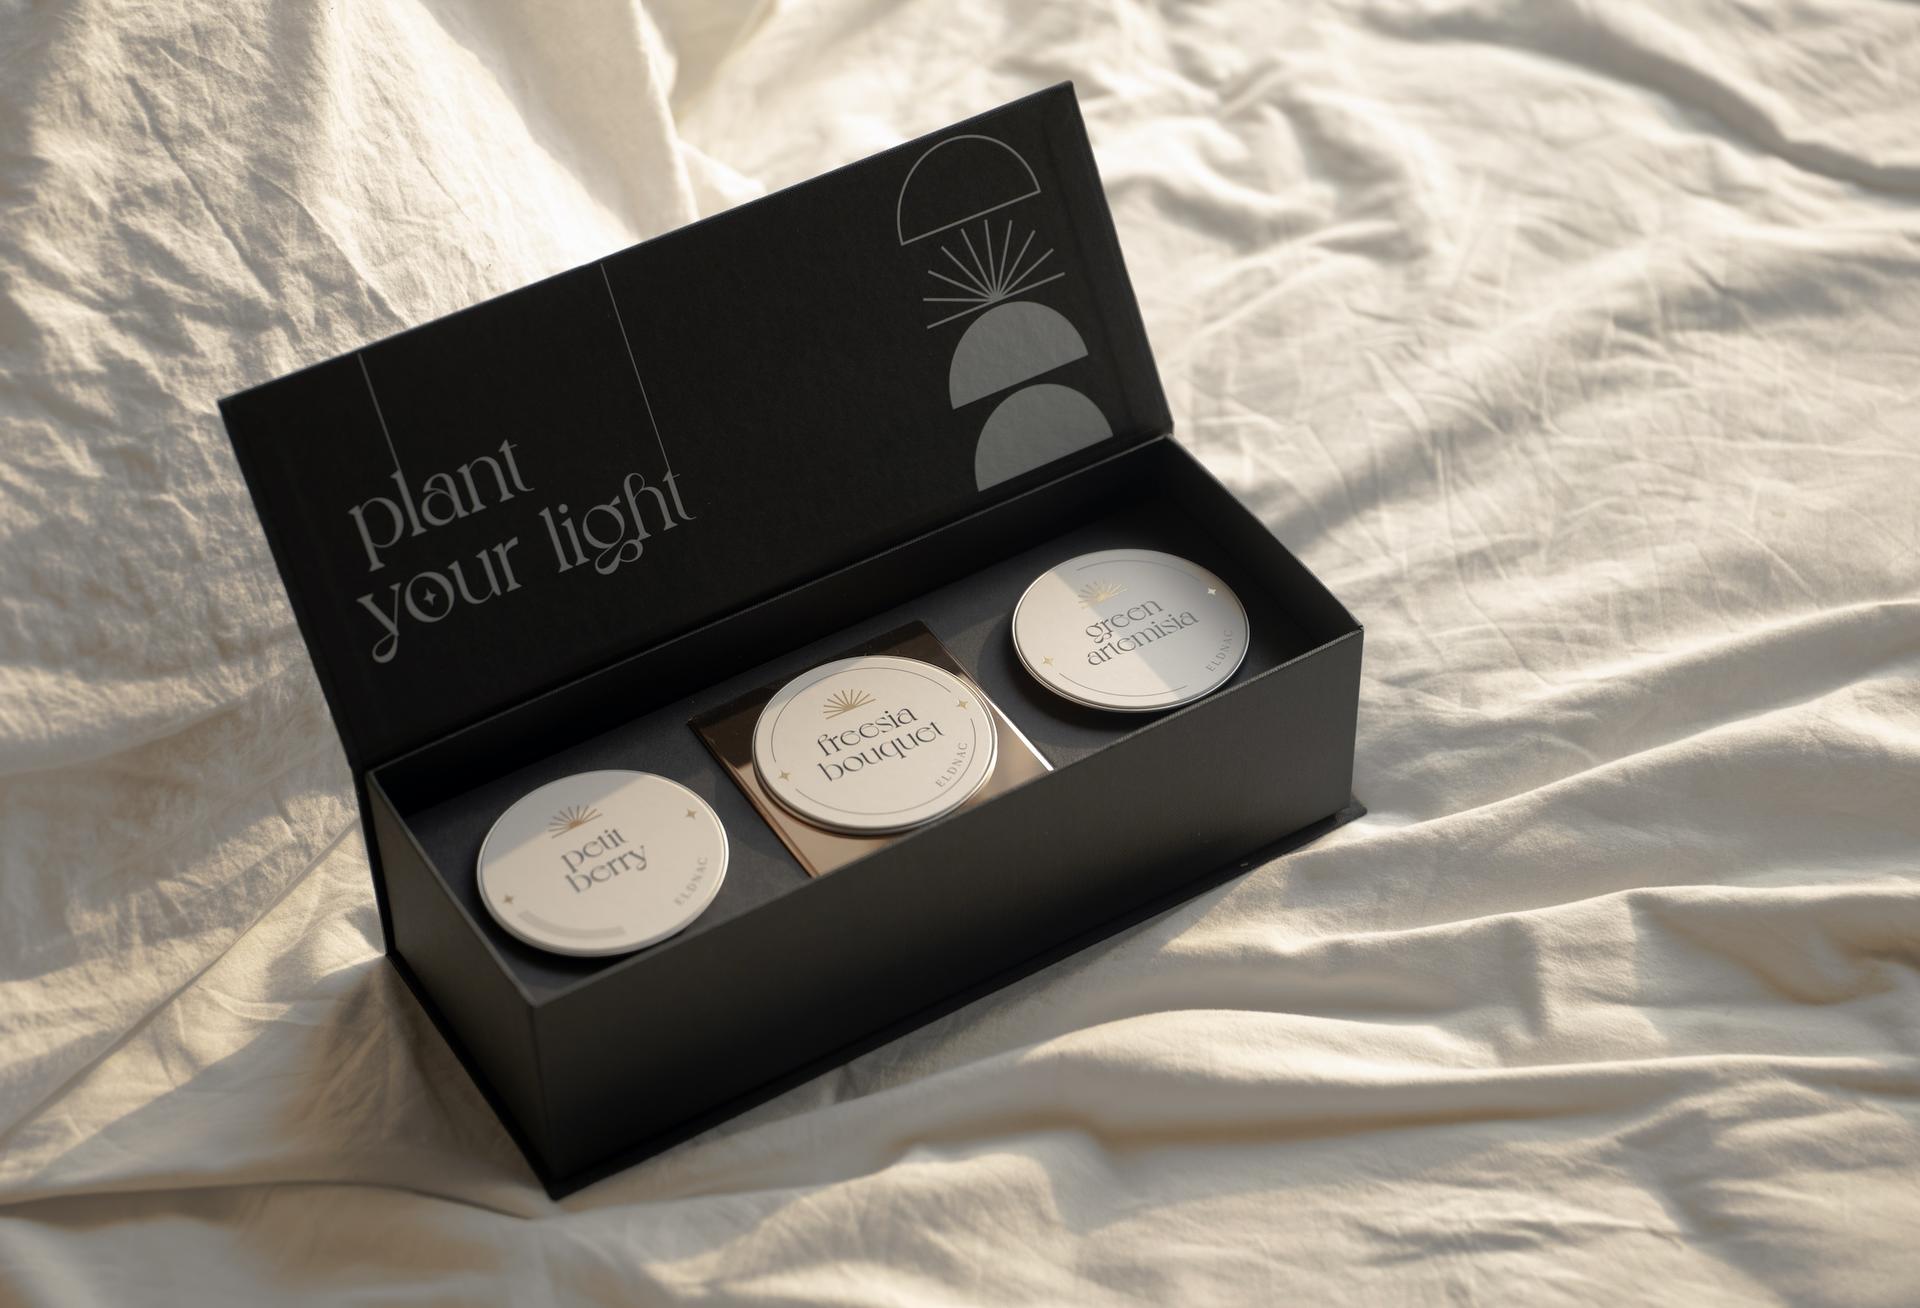 plant
your light
petit
berry
ELDNAC
freesia
bouquet
ELDNAC
green
artemisia
ELDNAC